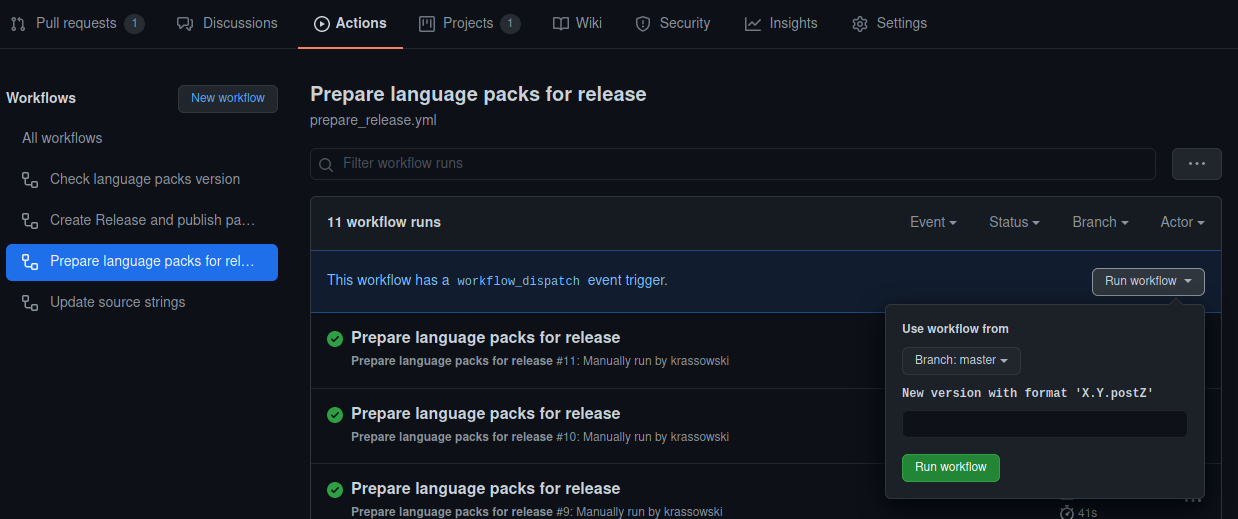 Pull requests 1 Discussions Actions Projects 1 Wiki Security Insights Settings
Workflows
New workflow
All workflows
Check language packs version
Create Release and publish pa…
Prepare language packs for rel…
Update source strings
Prepare language packs for release
prepare_release.yml
Filter workflow runs
11 workflow runs Event Status Branch Actor
This workflow has a workflow_dispatch event trigger.
Run workflow
Use workflow from
Branch: master
New version with format 'X.Y.postZ'
Run workflow
Prepare language packs for release
Prepare language packs for release #11: Manually run by krassowski
Prepare language packs for release
Prepare language packs for release #10: Manually run by krassowski
Prepare language packs for release
Prepare language packs for release #9: Manually run by krassowski
41s